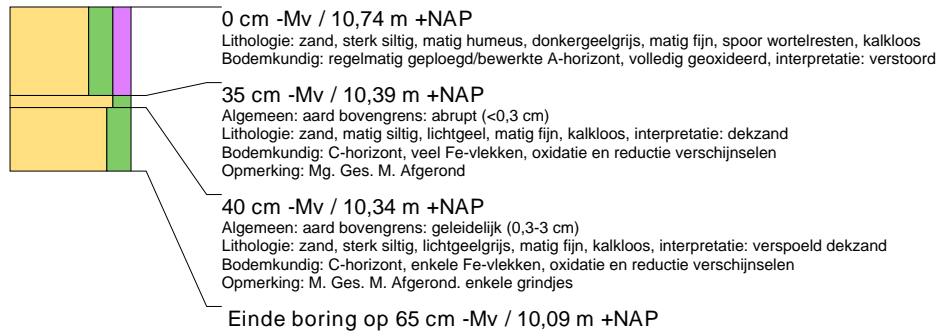 0 cm -Mv / 10,74 m +NAP
Lithologie: zand, sterk siltig, matig humeus, donkergeelgrijs, matig fijn, spoor wortelresten, kalkloos
Bodemkundig: regelmatig geploegd/bewerkte A-horizont, volledig geoxideerd, interpretatie: verstoord
35 cm -Mv / 10,39 m +NAP
Algemeen: aard bovengrens: abrupt (<0,3 cm)
Lithologie: zand, matig siltig, lichtgeel, matig fijn, kalkloos, interpretatie: dekzand
Bodemkundig: C-horizont, veel Fe-vlekken, oxidatie en reductie verschijnselen
Opmerking: Mg. Ges. M. Afgerond
40 cm -Mv / 10,34 m +NAP
Algemeen: aard bovengrens: geleidelijk (0,3-3 cm)
Lithologie: zand, sterk siltig, lichtgeelgrijs, matig fijn, kalkloos, interpretatie: verspoeld dekzand
Bodemkundig: C-horizont, enkele Fe-vlekken, oxidatie en reductie verschijnselen
Opmerking: M. Ges. M. Afgerond. enkele grindjes
Einde boring op 65 cm -Mv / 10,09 m +NAP